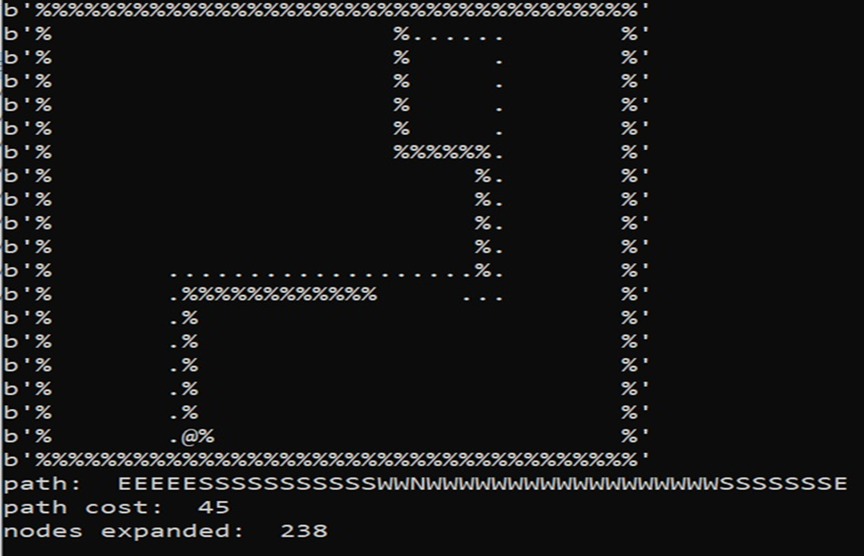 b'%%%%%%%%%%%%%%%%%%%%%%%%%%%%%%%%%%%%%'
b'%                     %......       %'
b'%                     %     .       %'
b'%                     %     .       %'
b'%                     %     .       %'
b'%                     %     .       %'
b'%                     %%%%%%.       %'
b'%                          %.       %'
b'%                          %.       %'
b'%                          %.       %'
b'%                          %.       %'
b'%       ...................%.       %'
b'%       .%%%%%%%%%%%%     ...       %'
b'%       .%                          %'
b'%       .%                          %'
b'%       .%                          %'
b'%       .%                          %'
b'%       .%                          %'
b'%       .@%                         %'
b'%%%%%%%%%%%%%%%%%%%%%%%%%%%%%%%%%%%%%'
path:  EEEEESSSSSSSSSSSWWNWWWWWWWWWWWWWWWWWWSSSSSSSE
path cost:  45
nodes expanded:  238